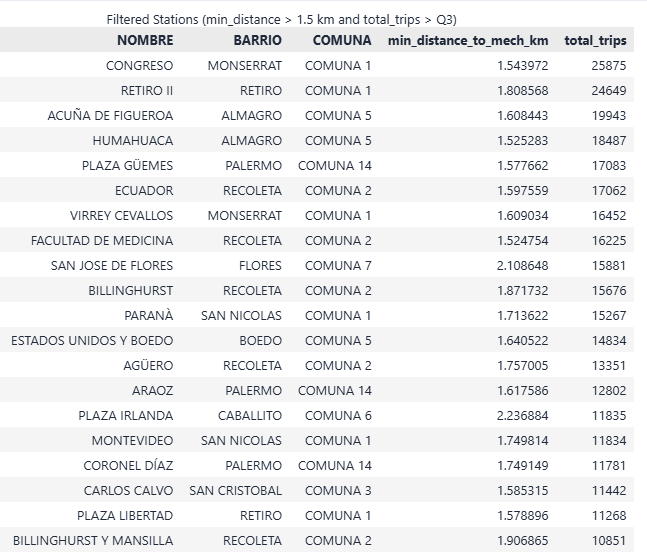 Filtered Stations (min_distance > 1.5 km and total_trips > Q3)
NOMBRE BARRIO COMUNA min_distance_to_mech_km total_trips
CONGRESO MONSERRAT COMUNA 1 1.543972 25875
RETIRO II RETIRO COMUNA 1 1.808568 24649
ACUÑA DE FIGUEROA ALMAGRO COMUNA 5 1.608443 19943
HUMAHUACA ALMAGRO COMUNA 5 1.525283 18487
PLAZA GÜEMES PALERMO COMUNA 14 1.577662 17083
ECUADOR RECOLETA COMUNA 2 1.597559 17062
VIRREY CEVALLOS MONSERRAT COMUNA 1 1.609034 16452
FACULTAD DE MEDICINA RECOLETA COMUNA 2 1.524754 16225
SAN JOSE DE FLORES FLORES COMUNA 7 2.108648 15881
BILLINGHURST RECOLETA COMUNA 2 1.871732 15676
PARANÀ SAN NICOLAS COMUNA 1 1.713622 15267
ESTADOS UNIDOS Y BOEDO BOEDO COMUNA 5 1.640522 14834
AGÜERO RECOLETA COMUNA 2 1.757005 13351
ARAOZ PALERMO COMUNA 14 1.617586 12802
PLAZA IRLANDA CABALLITO COMUNA 6 2.236884 11835
MONTEVIDEO SAN NICOLAS COMUNA 1 1.749814 11834
CORONEL DÍAZ PALERMO COMUNA 14 1.749149 11781
CARLOS CALVO SAN CRISTOBAL COMUNA 3 1.585315 11442
PLAZA LIBERTAD RETIRO COMUNA 1 1.578896 11268
BILLINGHURST Y MANSILLA RECOLETA COMUNA 2 1.906865 10851